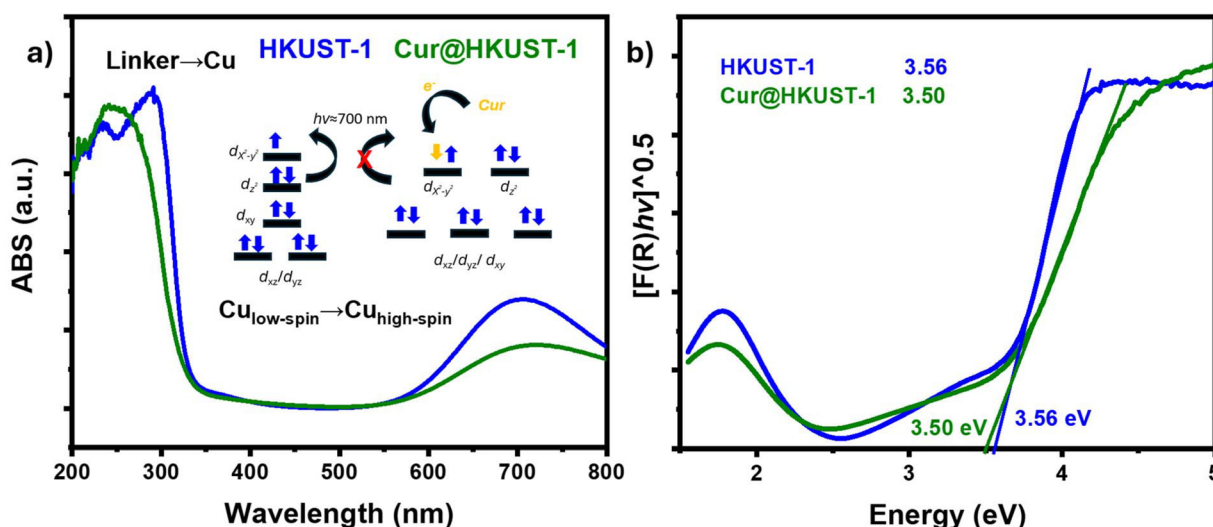 a)
HKUST-1 Cur@HKUST-1
Linker→Cu
e-
Cur
hv≈700 nm
X
dX²-y²
dz²
dxy
dxz/dyz
dX²-y²
dz²
dxz/dyz/ dxy
Culow-spin→Cuhigh-spin
ABS (a.u.)
200 300 400 500 600 700 800
Wavelength (nm)
b)
HKUST-1 3.56
Cur@HKUST-1 3.50
[F(R)hv]^0.5
3.50 eV
3.56 eV
2 3 4 5
Energy (eV)